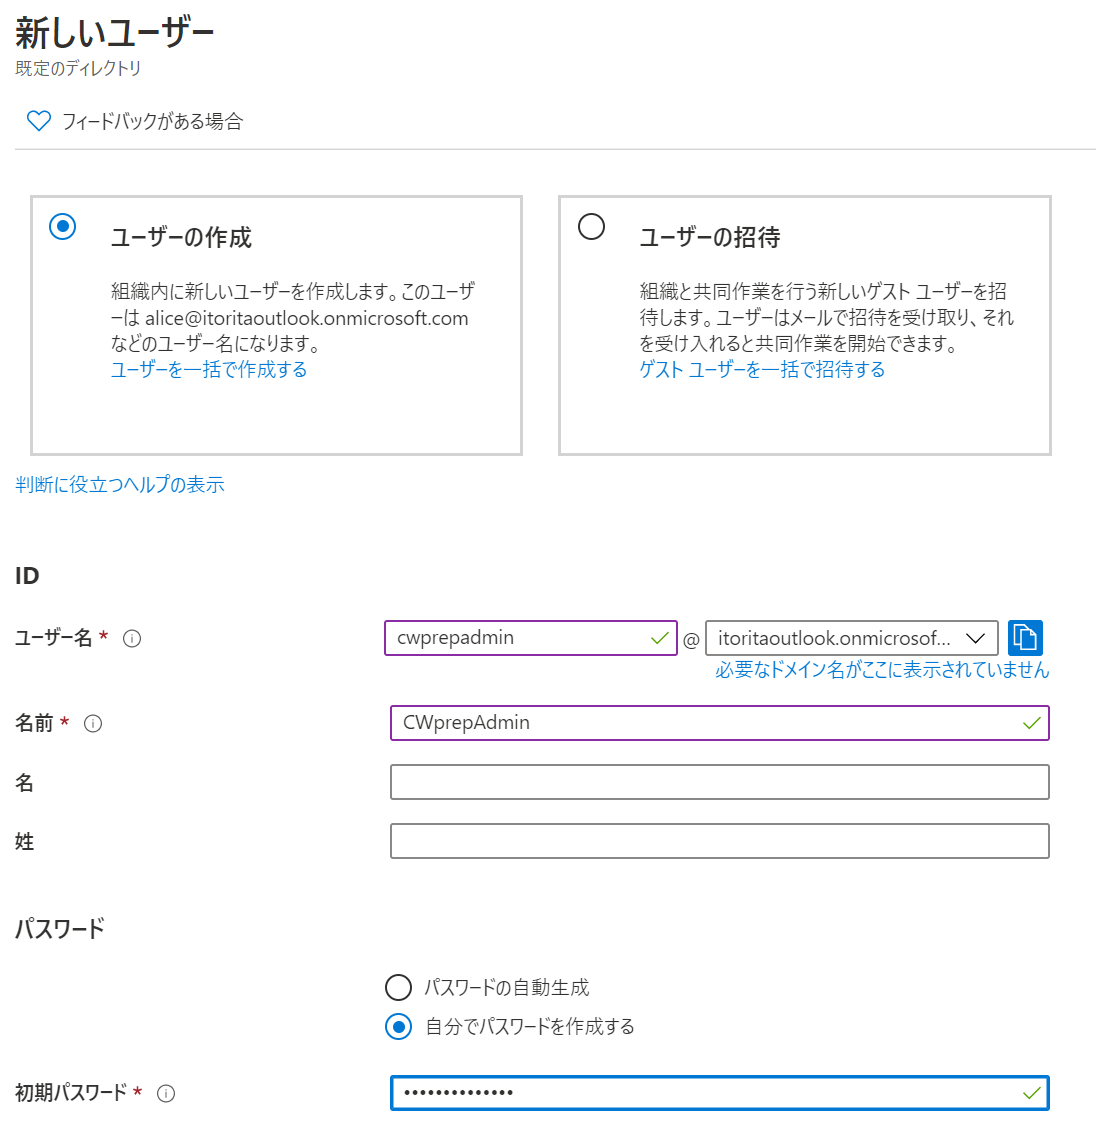 新しいユーザー
既定のディレクトリ
フィードバックがある場合
ユーザーの作成
組織内に新しいユーザーを作成します。このユーザ
ーは alice@itoritaoutlook.onmicrosoft.com
などのユーザー名になります。
ユーザーを一括で作成する
ユーザーの招待
組織と共同作業を行う新しいゲスト ユーザーを招
待します。ユーザーはメールで招待を受け取り、それ
を受け入れると共同作業を開始できます。
ゲスト ユーザーを一括で招待する
判断に役立つヘルプの表示
ID
ユーザー名 * cwprepadmin @ itoritaoutlook.onmicrosof...
必要なドメイン名がここに表示されていません
名前 * CWprepAdmin
名
姓
パスワード
パスワードの自動生成
自分でパスワードを作成する
初期パスワード * ••••••••••••••